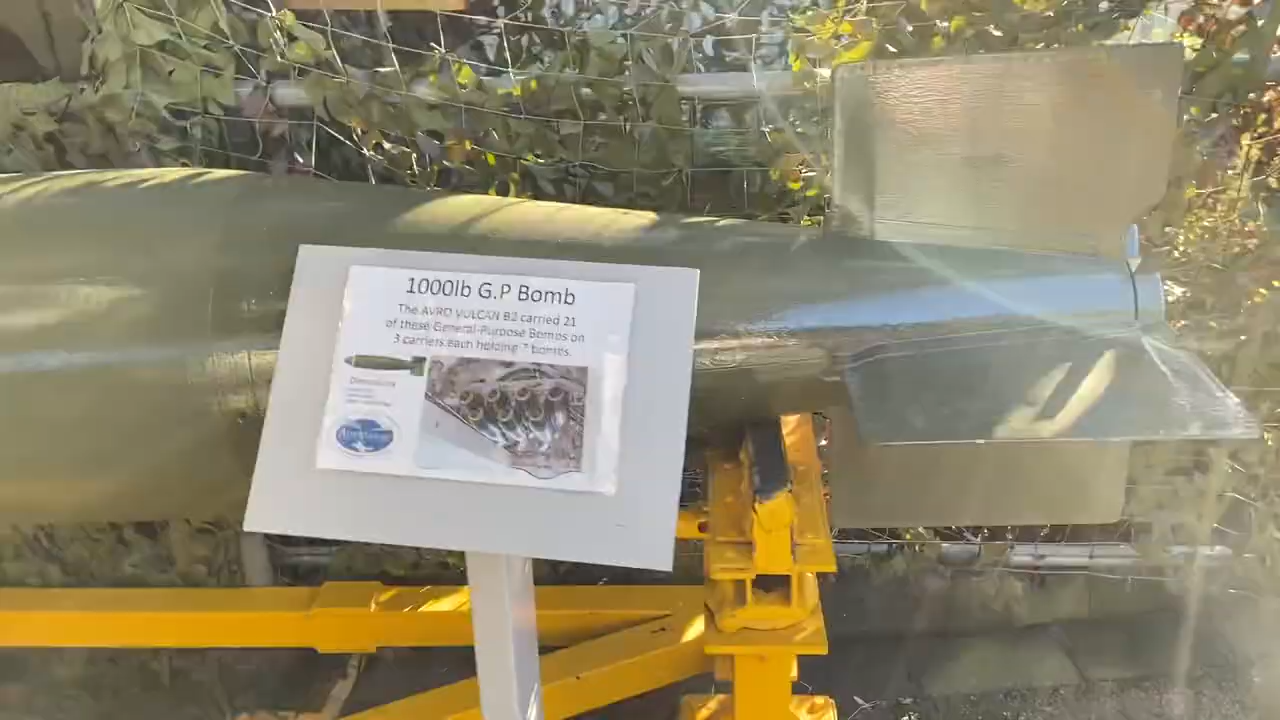 1000lb G.P Bomb
The AVRO VULCAN B2 carried 21
of these General Purpose Bombs on
3 carriers each holding 7 bombs.
Dimensions